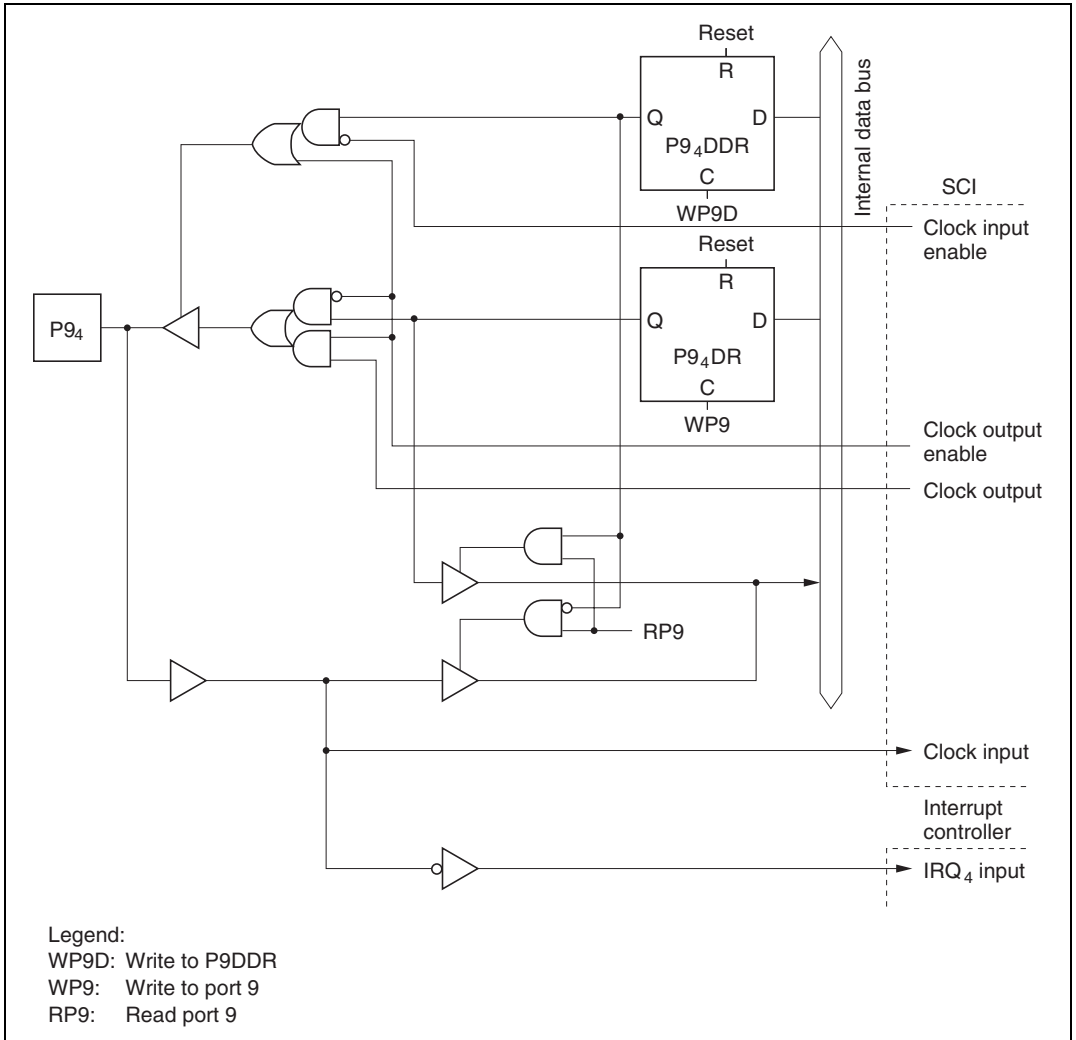 Reset
R
Q D
P9₄DDR
C
WP9D
Internal data bus
SCI
Clock input
enable
Reset
R
Q D
P9₄DR
C
WP9
P9₄
Clock output
enable
Clock output
RP9
Clock input
Interrupt
controller
IRQ₄ input
Legend:
WP9D: Write to P9DDR
WP9: Write to port 9
RP9: Read port 9